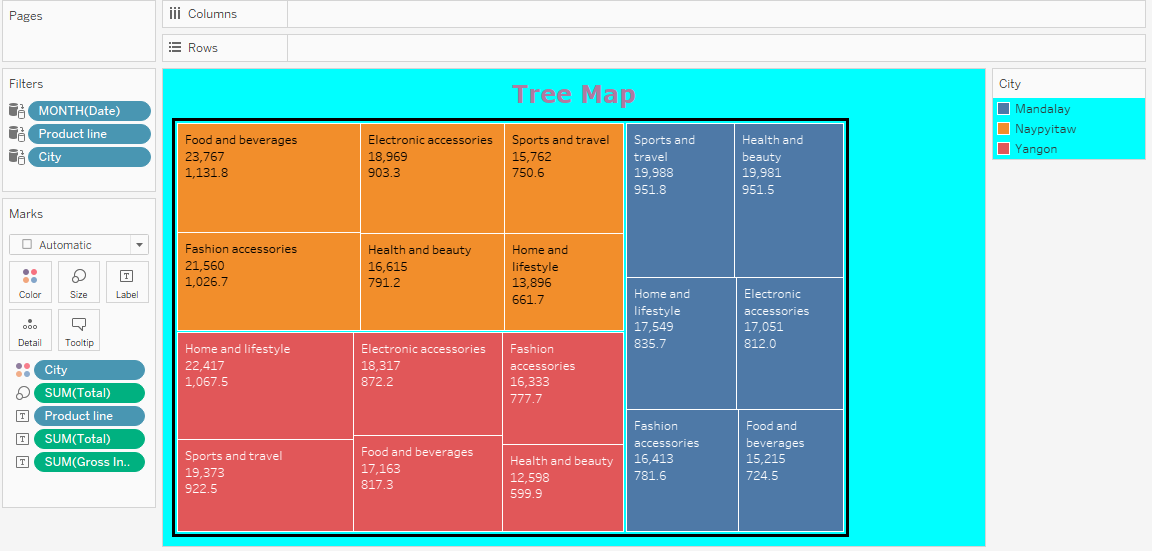 Pages
Columns
Rows
Filters
MONTH(Date)
Product line
City
Marks
Automatic
Color
Size
Label
Detail
Tooltip
City
SUM(Total)
Product line
SUM(Total)
SUM(Gross In..
Tree Map
Food and beverages
23,767
1,131.8
Electronic accessories
18,969
903.3
Sports and travel
15,762
750.6
Fashion accessories
21,560
1,026.7
Health and beauty
16,615
791.2
Home and
lifestyle
13,896
661.7
Home and lifestyle
22,417
1,067.5
Electronic accessories
18,317
872.2
Fashion
accessories
16,333
777.7
Sports and travel
19,373
922.5
Food and beverages
17,163
817.3
Health and beauty
12,598
599.9
Sports and
travel
19,988
951.8
Health and
beauty
19,981
951.5
Home and
lifestyle
17,549
835.7
Electronic
accessories
17,051
812.0
Fashion
accessories
16,413
781.6
Food and
beverages
15,215
724.5
City
Mandalay
Naypyitaw
Yangon